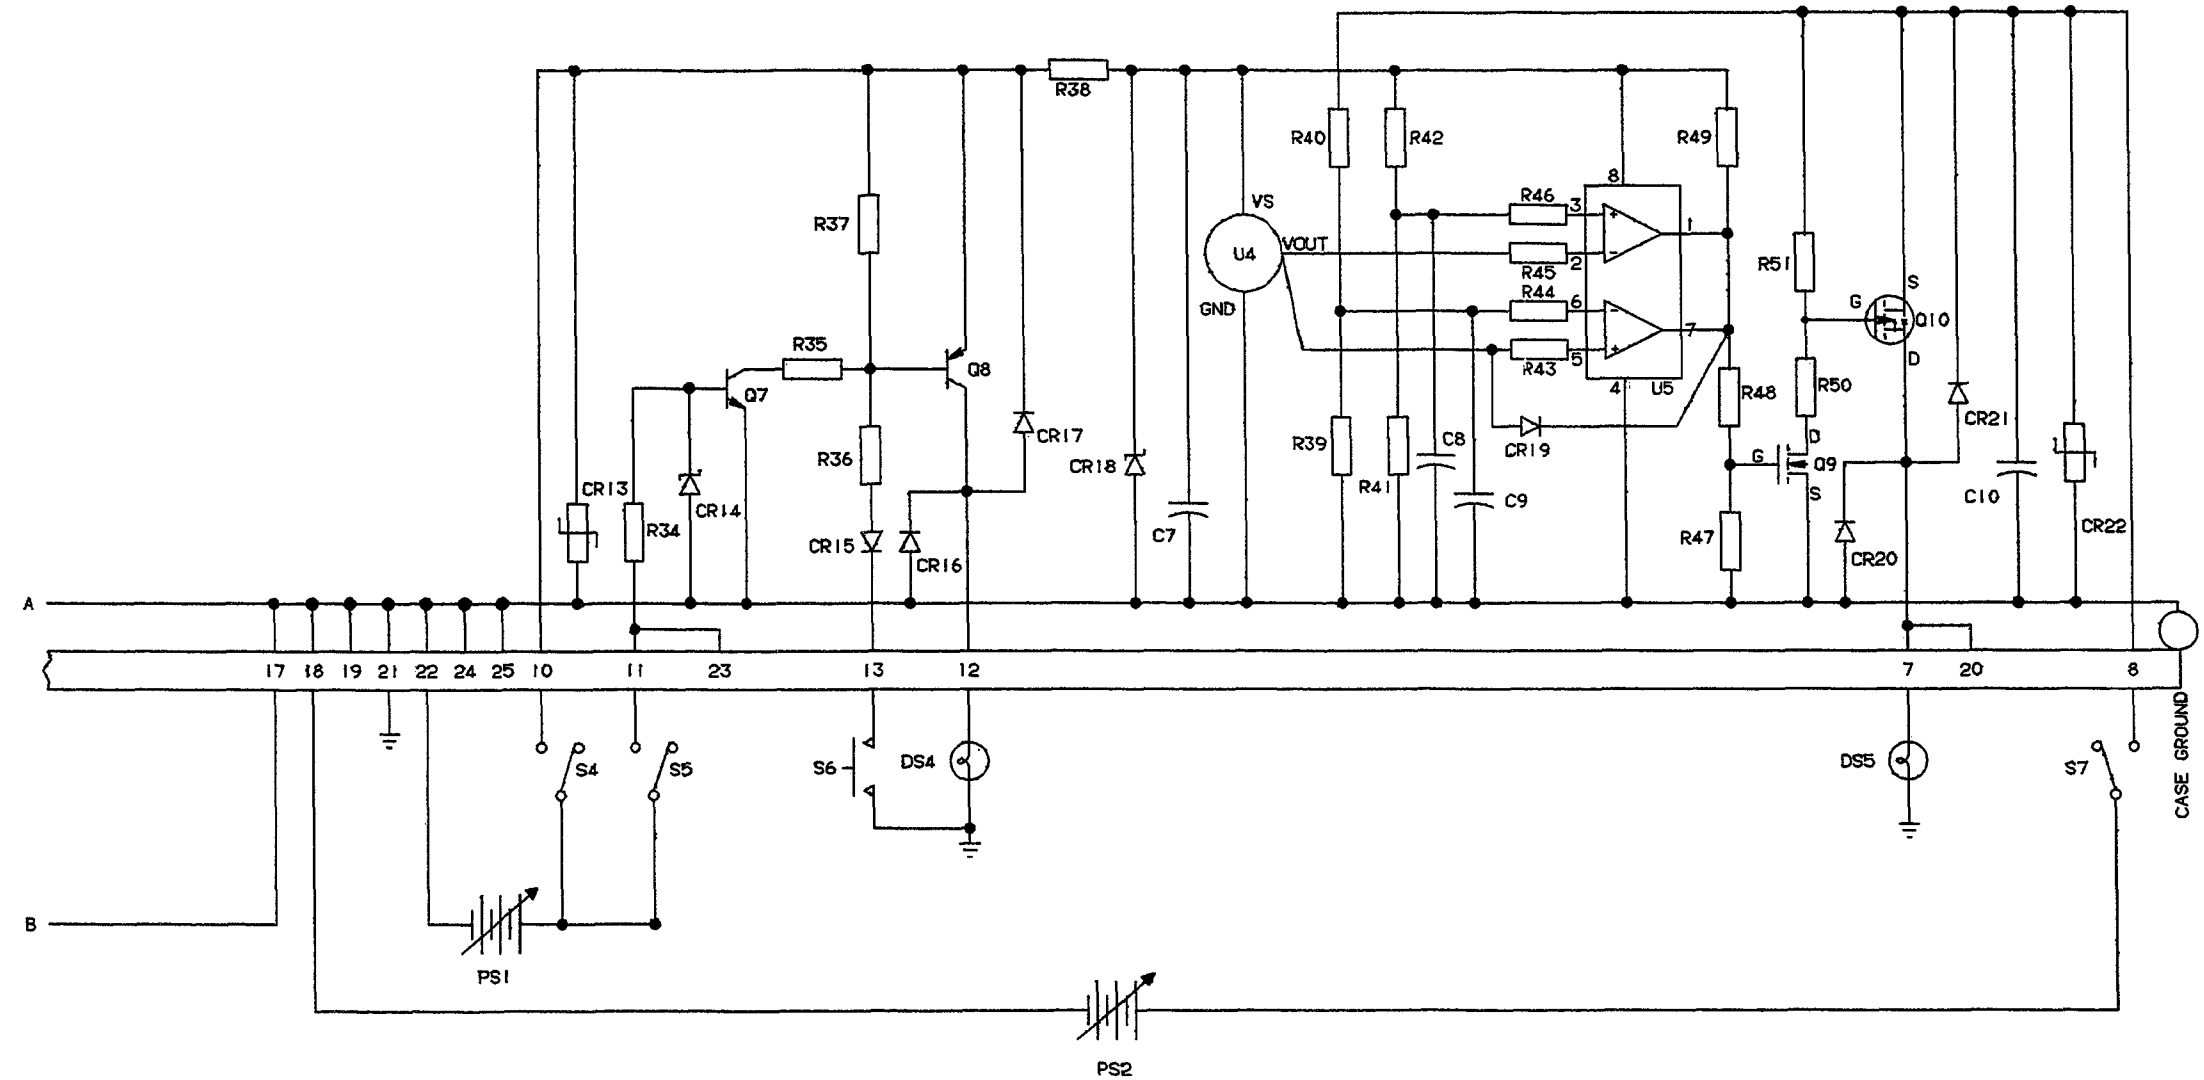 R38
R40 R42 R49
8
R46 3
VS
R37 1
VOUT
U4 R45 2 R51
S
R44 6 G
GND Q10
7
R35 R43 5 D
Q8 4 U5 R48 R50
Q7
CR21
CR17 C8 D
R39 CR19 G Q9
R36 CR18
CR13 R41 S
CR14 C9 C10
R34 C7 CR22
CR15 R47
CR16 CR20
A
17 18 19 21 22 24 25 10 11 23 13 12 7 20 8
S4 S5 S6 DS4 DS5 S7
CASE GROUND
B
PS1
PS2